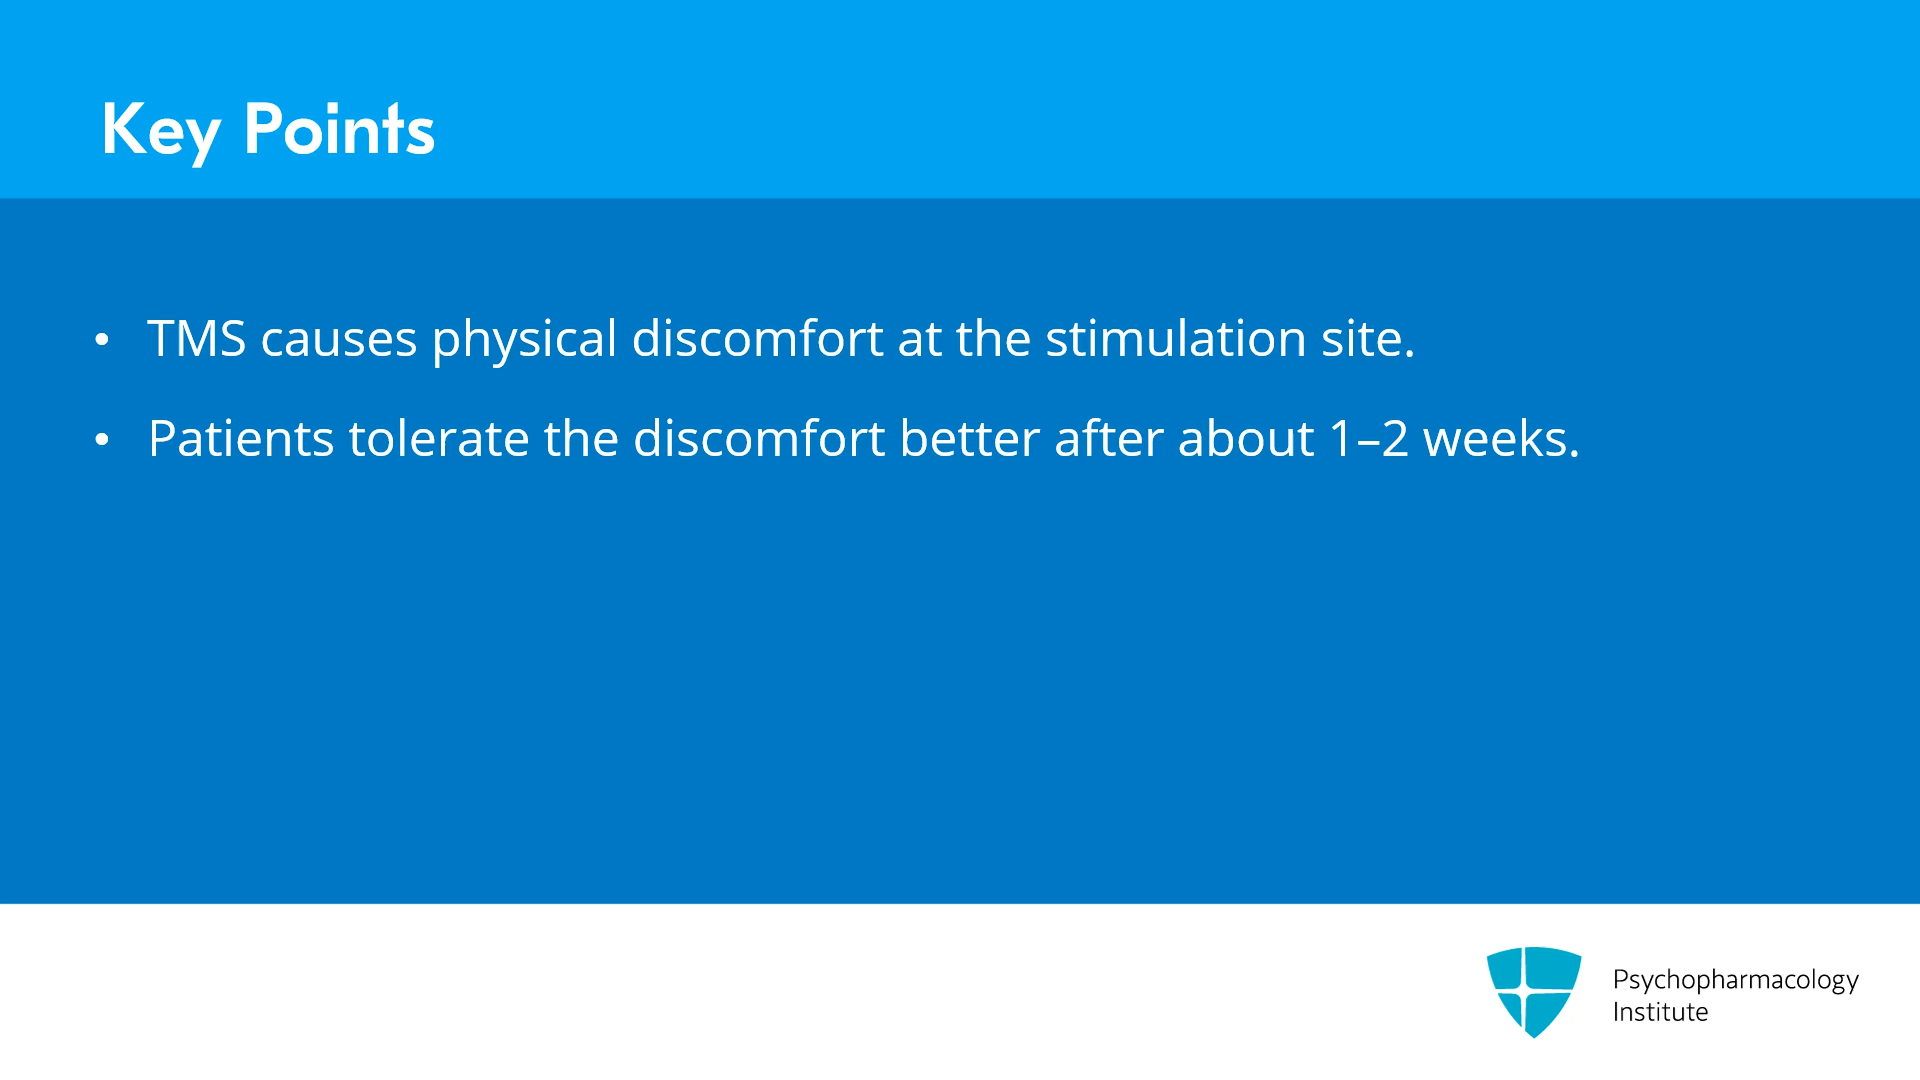 Key Points
• TMS causes physical discomfort at the stimulation site.
• Patients tolerate the discomfort better after about 1–2 weeks.
Psychopharmacology
Institute